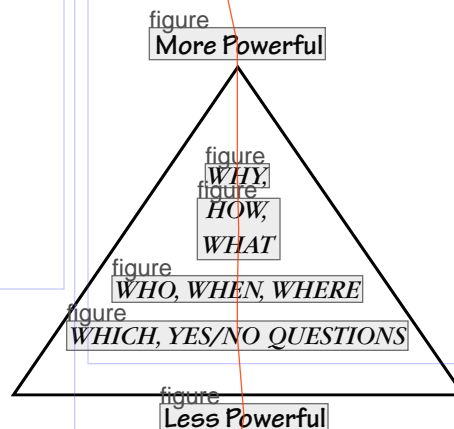 figure
More Powerful
figure
WHY,
figure
HOW,
WHAT
figure
WHO, WHEN, WHERE
figure
WHICH, YES/NO QUESTIONS
figure
Less Powerful